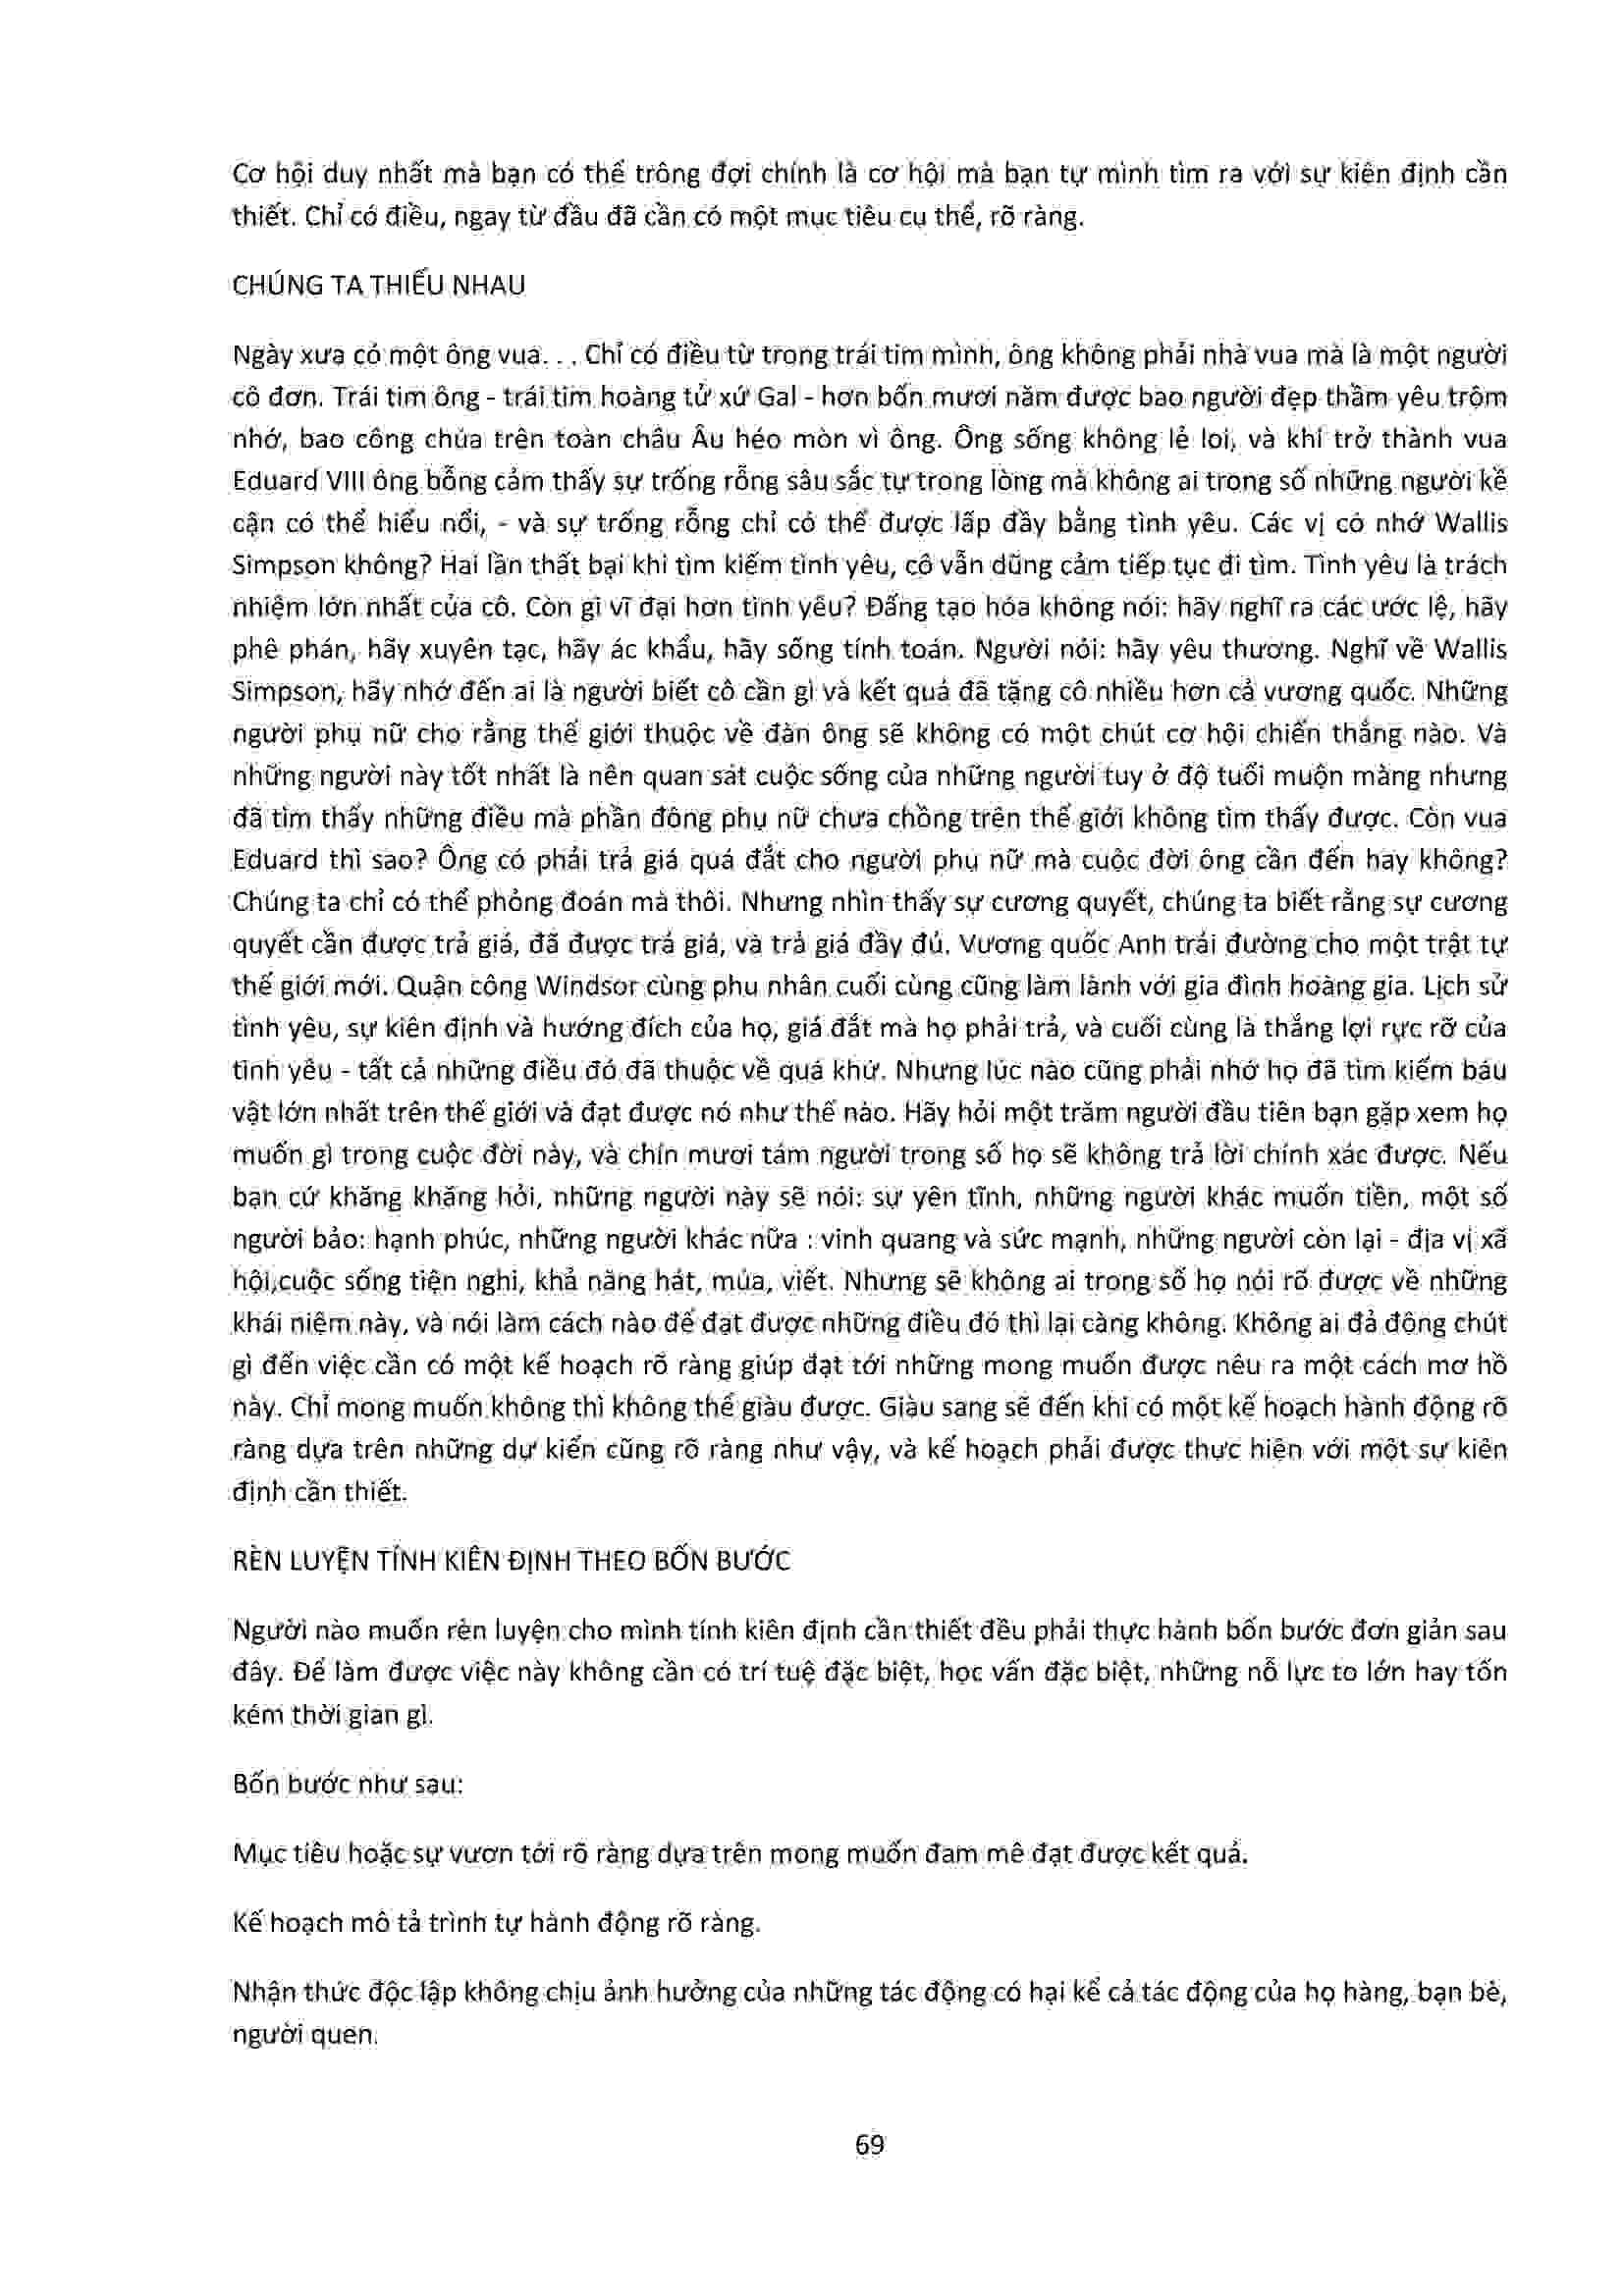 Cơ hội duy nhất mà bạn có thể trông đợi chính là cơ hội mà bạn tự mình tìm ra với sự kiên định cần
thiết. Chỉ có điều, ngay từ đầu đã cần có một mục tiêu cụ thể, rõ ràng.
CHÚNG TA THIẾU NHAU
Ngày xưa có một ông vua. . . Chỉ có điều từ trong trái tim mình, ông không phải nhà vua mà là một người
cô đơn. Trái tim ông - trái tim hoàng tử xứ Gal - hơn bốn mươi năm được bao người đẹp thầm yêu trộm
nhớ, bao công chúa trên toàn châu Âu héo mòn vì ông. Ông sống không lẻ loi, và khi trở thành vua
Eduard VIII ông bỗng cảm thấy sự trống rỗng sâu sắc tự trong lòng mà không ai trong số những người kề
cận có thể hiểu nổi, - và sự trống rỗng chỉ có thể được lấp đầy bằng tình yêu. Các vị có nhớ Wallis
Simpson không? Hai lần thất bại khi tìm kiếm tình yêu, cô vẫn dũng cảm tiếp tục đi tìm. Tình yêu là trách
nhiệm lớn nhất của cô. Còn gì vĩ đại hơn tình yêu? Đấng tạo hóa không nói: hãy nghĩ ra các ước lệ, hãy
phê phán, hãy xuyên tạc, hãy ác khẩu, hãy sống tính toán. Người nói: hãy yêu thương. Nghĩ về Wallis
Simpson, hãy nhớ đến ai là người biết cô cần gì và kết quả đã tặng cô nhiều hơn cả vương quốc. Những
người phụ nữ cho rằng thế giới thuộc về đàn ông sẽ không có một chút cơ hội chiến thắng nào. Và
những người này tốt nhất là nên quan sát cuộc sống của những người tuy ở độ tuổi muộn màng nhưng
đã tìm thấy những điều mà phần đông phụ nữ chưa chồng trên thế giới không tìm thấy được. Còn vua
Eduard thì sao? Ông có phải trả giá quá đắt cho người phụ nữ mà cuộc đời ông cần đến hay không?
Chúng ta chỉ có thể phỏng đoán mà thôi. Nhưng nhìn thấy sự cương quyết, chúng ta biết rằng sự cương
quyết cần được trả giá, đã được trả giá, và trả giá đầy đủ. Vương quốc Anh trải đường cho một trật tự
thế giới mới. Quận công Windsor cùng phu nhân cuối cùng cũng làm lành với gia đình hoàng gia. Lịch sử
tình yêu, sự kiên định và hướng đích của họ, giá đắt mà họ phải trả, và cuối cùng là thắng lợi rực rỡ của
tình yêu - tất cả những điều đó đã thuộc về quá khứ. Nhưng lúc nào cũng phải nhớ họ đã tìm kiếm báu
vật lớn nhất trên thế giới và đạt được nó như thế nào. Hãy hỏi một trăm người đầu tiên bạn gặp xem họ
muốn gì trong cuộc đời này, và chín mươi tám người trong số họ sẽ không trả lời chính xác được. Nếu
bạn cứ khăng khăng hỏi, những người này sẽ nói: sự yên tĩnh, những người khác muốn tiền, một số
người bảo: hạnh phúc, những người khác nữa : vinh quang và sức mạnh, những người còn lại - địa vị xã
hội,cuộc sống tiện nghi, khả năng hát, múa, viết. Nhưng sẽ không ai trong số họ nói rõ được về những
khái niệm này, và nói làm cách nào để đạt được những điều đó thì lại càng không. Không ai đả động chút
gì đến việc cần có một kế hoạch rõ ràng giúp đạt tới những mong muốn được nêu ra một cách mơ hồ
này. Chỉ mong muốn không thì không thể giàu được. Giàu sang sẽ đến khi có một kế hoạch hành động rõ
ràng dựa trên những dự kiến cũng rõ ràng như vậy, và kế hoạch phải được thực hiện với một sự kiên
định cần thiết.
RÈN LUYỆN TÍNH KIÊN ĐỊNH THEO BỐN BƯỚC
Người nào muốn rèn luyện cho mình tính kiên định cần thiết đều phải thực hành bốn bước đơn giản sau
đây. Để làm được việc này không cần có trí tuệ đặc biệt, học vấn đặc biệt, những nỗ lực to lớn hay tốn
kém thời gian gì.
Bốn bước như sau:
Mục tiêu hoặc sự vươn tới rõ ràng dựa trên mong muốn đam mê đạt được kết quả.
Kế hoạch mô tả trình tự hành động rõ ràng.
Nhận thức độc lập không chịu ảnh hưởng của những tác động có hại kể cả tác động của họ hàng, bạn bè,
người quen.
69